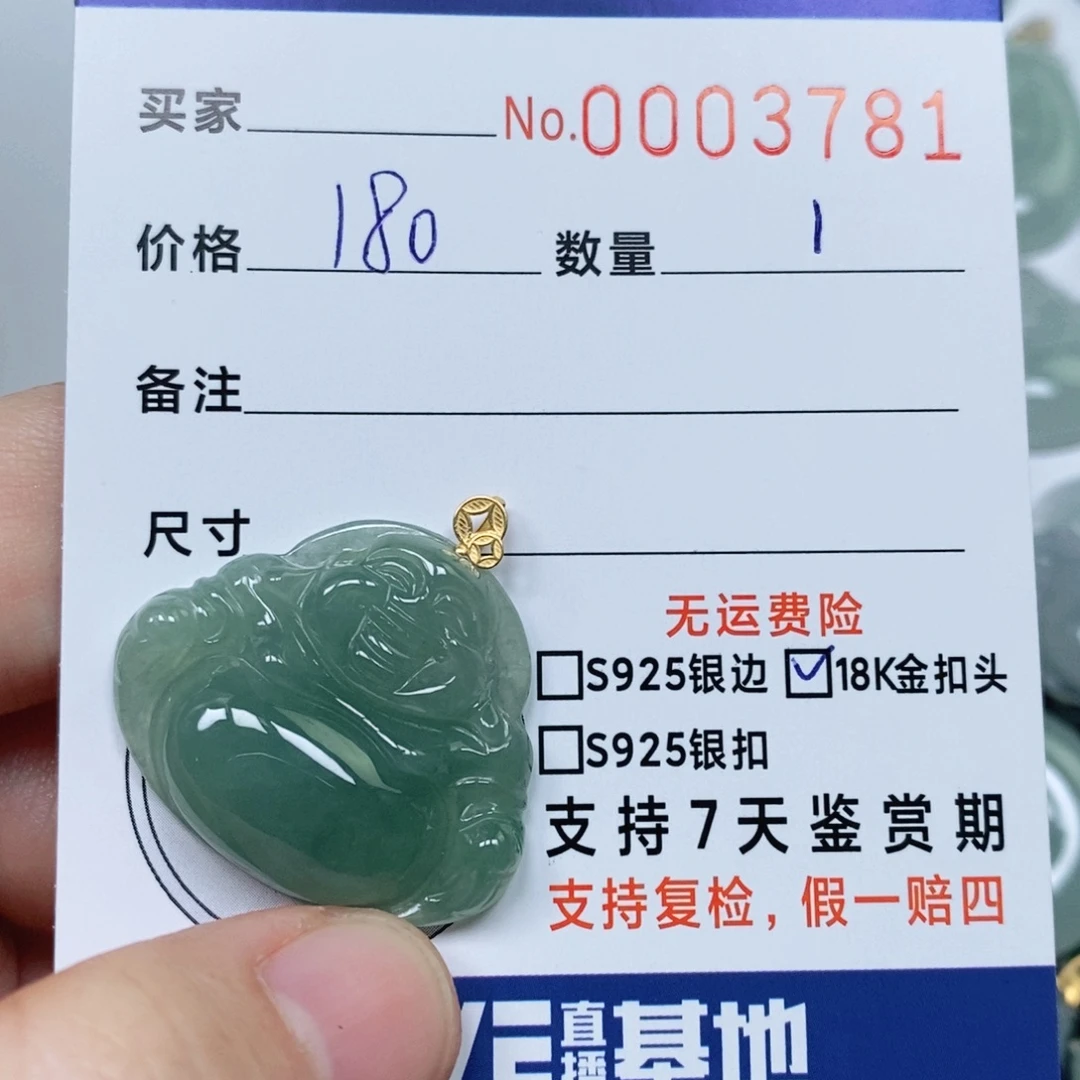 买家 No.0003781
价格 180 数量 1
备注
尺寸
无运费险
S925银边 18K金扣头
S925银扣
支持7天鉴赏期
支持复检，假一赔四
直播基地